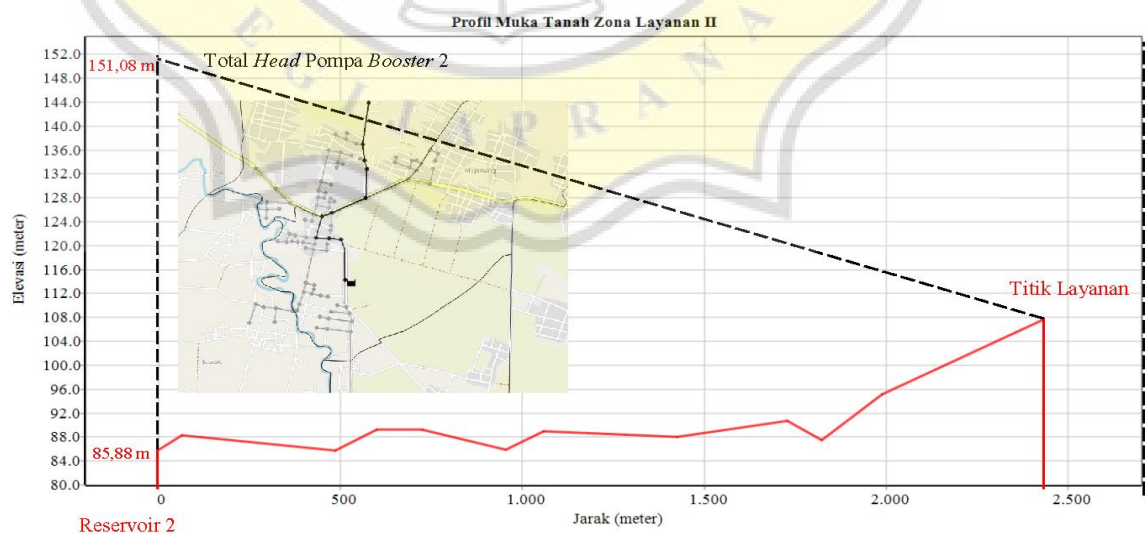 Profil Muka Tanah Zona Layanan II
152.0
151,08 m
Total Head Pompa Booster 2
148.0
144.0
140.0
136.0
132.0
128.0
124.0
120.0
116.0
112.0
108.0
104.0
100.0
96.0
92.0
88.0
85,88 m
84.0
80.0
Elevasi (meter)
Titik Layanan
0
500
1.000
1.500
2.000
2.500
Jarak (meter)
Reservoir 2
EGIJAPRANA